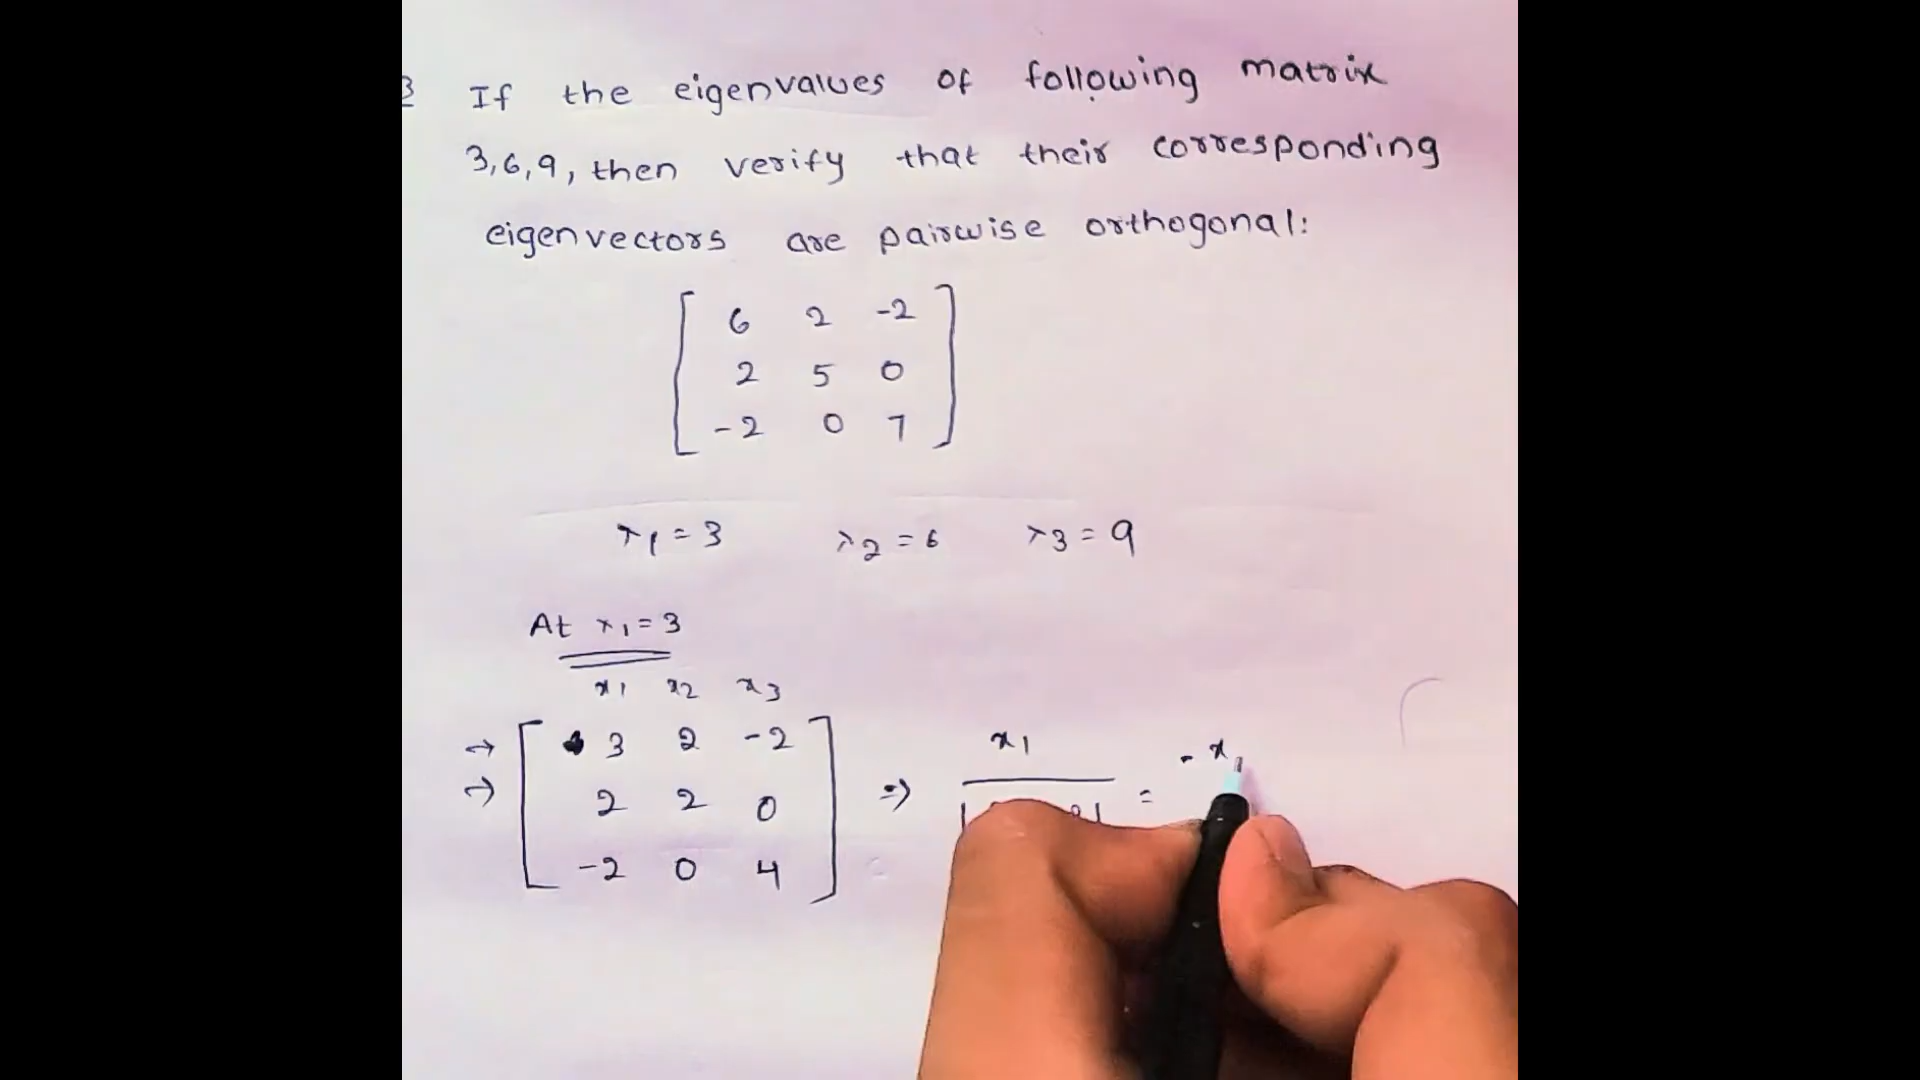 3 If the eigenvalues of following matrix
3,6,9, then verify that their corresponding
eigenvectors are pairwise orthogonal:
6 2 -2
2 5 0
-2 0 7
λ1 = 3 λ2 = 6 λ3 = 9
At λ1 = 3
x1 x2 x3
→ 3 2 -2
→ 2 2 0
-2 0 4
⇒ x1 = -x